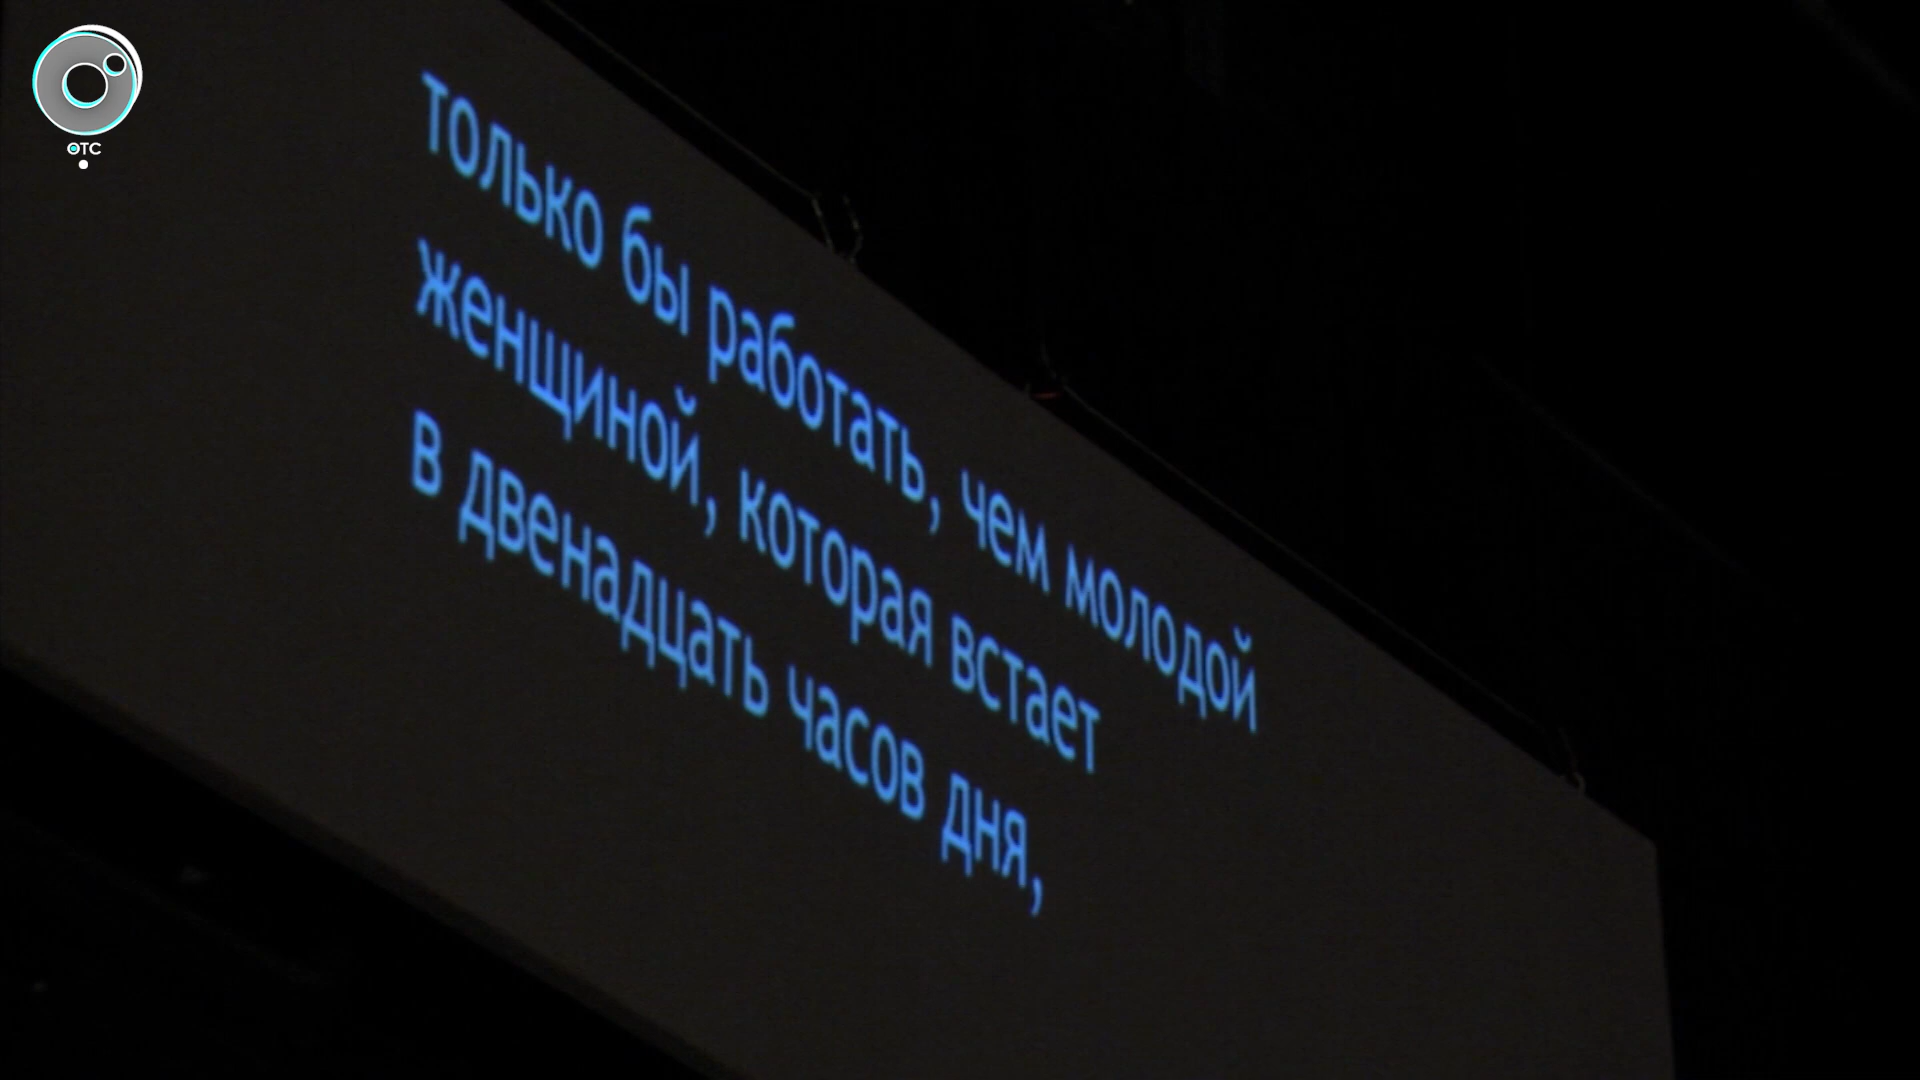 ОТС
только бы работать, чем молодой
женщиной, которая встает
в двенадцать часов дня,